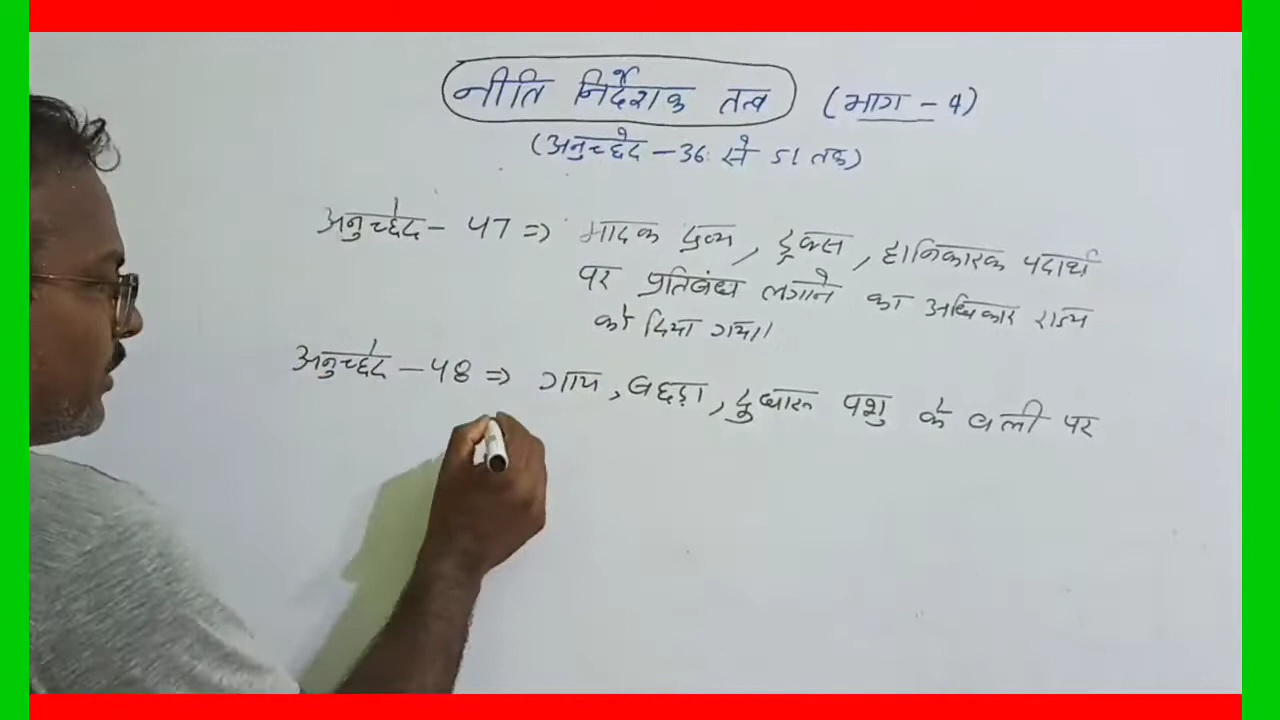 नीति निर्देशक तत्व (भाग - 4)
(अनुच्छेद - 36 से 51 तक)
अनुच्छेद - 47 => मादक द्रव्य, ड्रक्स, हानिकारक पदार्थ
पर प्रतिबंध लगाने का अधिकार राज्य
को दिया गया।
अनुच्छेद - 48 => गाय, बछड़ा, दुधारू पशु के बली पर